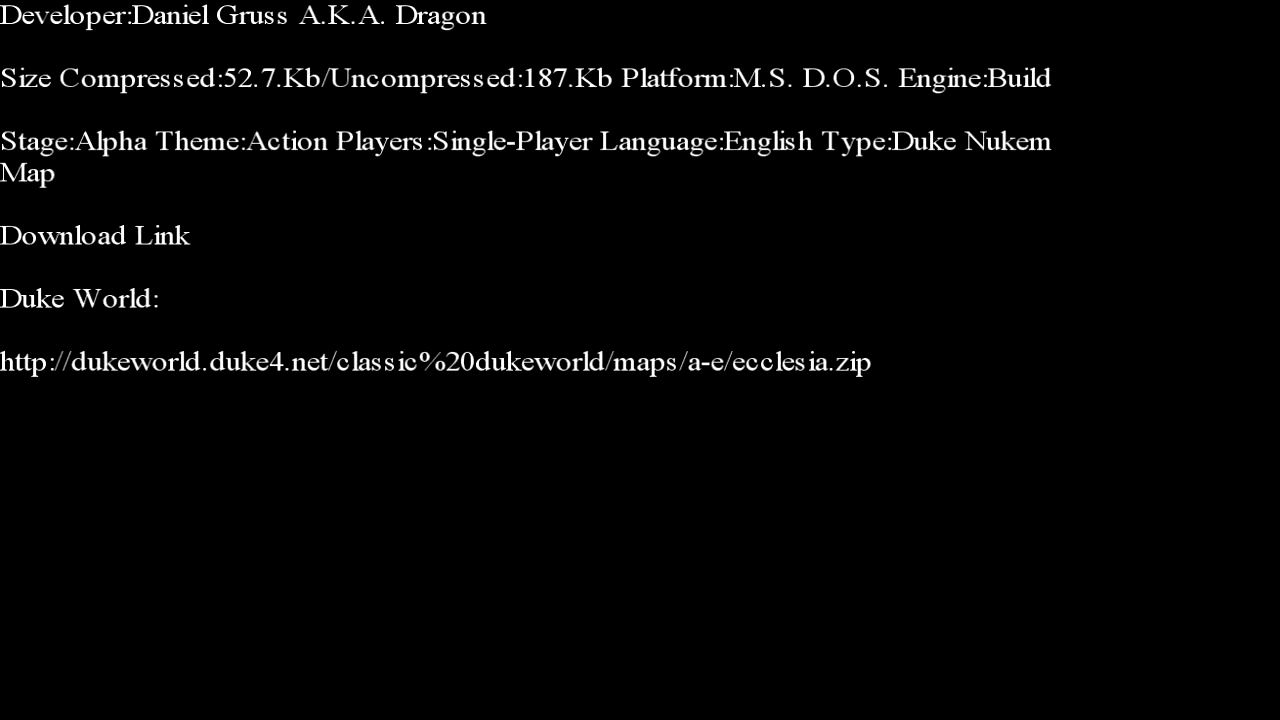 Developer:Daniel Gruss A.K.A. Dragon
Size Compressed:52.7.Kb/Uncompressed:187.Kb Platform:M.S. D.O.S. Engine:Build
Stage:Alpha Theme:Action Players:Single-Player Language:English Type:Duke Nukem
Map
Download Link
Duke World:
http://dukeworld.duke4.net/classic%20dukeworld/maps/a-e/ecclesia.zip